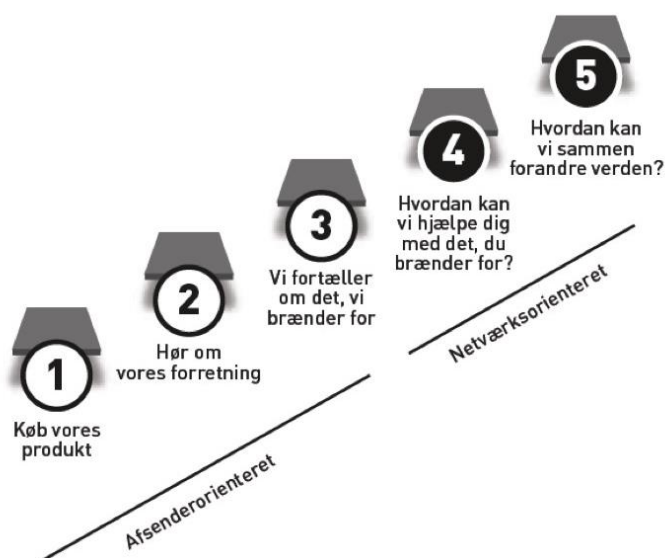 1
Køb vores
produkt
2
Hør om
vores forretning
3
Vi fortæller
om det, vi
brænder for
4
Hvordan kan
vi hjælpe dig
med det, du
brænder for?
5
Hvordan kan
vi sammen
forandre verden?
Afsenderorienteret
Netværksorienteret